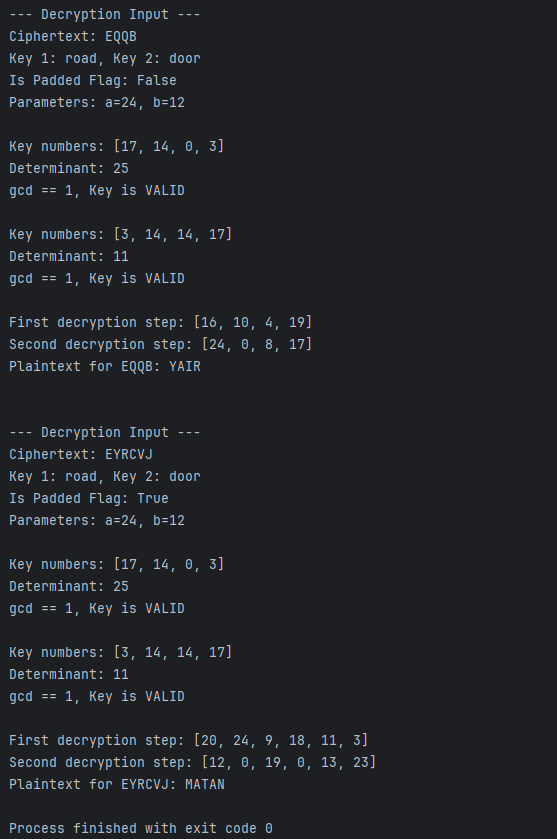 --- Decryption Input ---
Ciphertext: EQQB
Key 1: road, Key 2: door
Is Padded Flag: False
Parameters: a=24, b=12
Key numbers: [17, 14, 0, 3]
Determinant: 25
gcd == 1, Key is VALID
Key numbers: [3, 14, 14, 17]
Determinant: 11
gcd == 1, Key is VALID
First decryption step: [16, 10, 4, 19]
Second decryption step: [24, 0, 8, 17]
Plaintext for EQQB: YAIR
--- Decryption Input ---
Ciphertext: EYRCVJ
Key 1: road, Key 2: door
Is Padded Flag: True
Parameters: a=24, b=12
Key numbers: [17, 14, 0, 3]
Determinant: 25
gcd == 1, Key is VALID
Key numbers: [3, 14, 14, 17]
Determinant: 11
gcd == 1, Key is VALID
First decryption step: [20, 24, 9, 18, 11, 3]
Second decryption step: [12, 0, 19, 0, 13, 23]
Plaintext for EYRCVJ: MATAN
Process finished with exit code 0